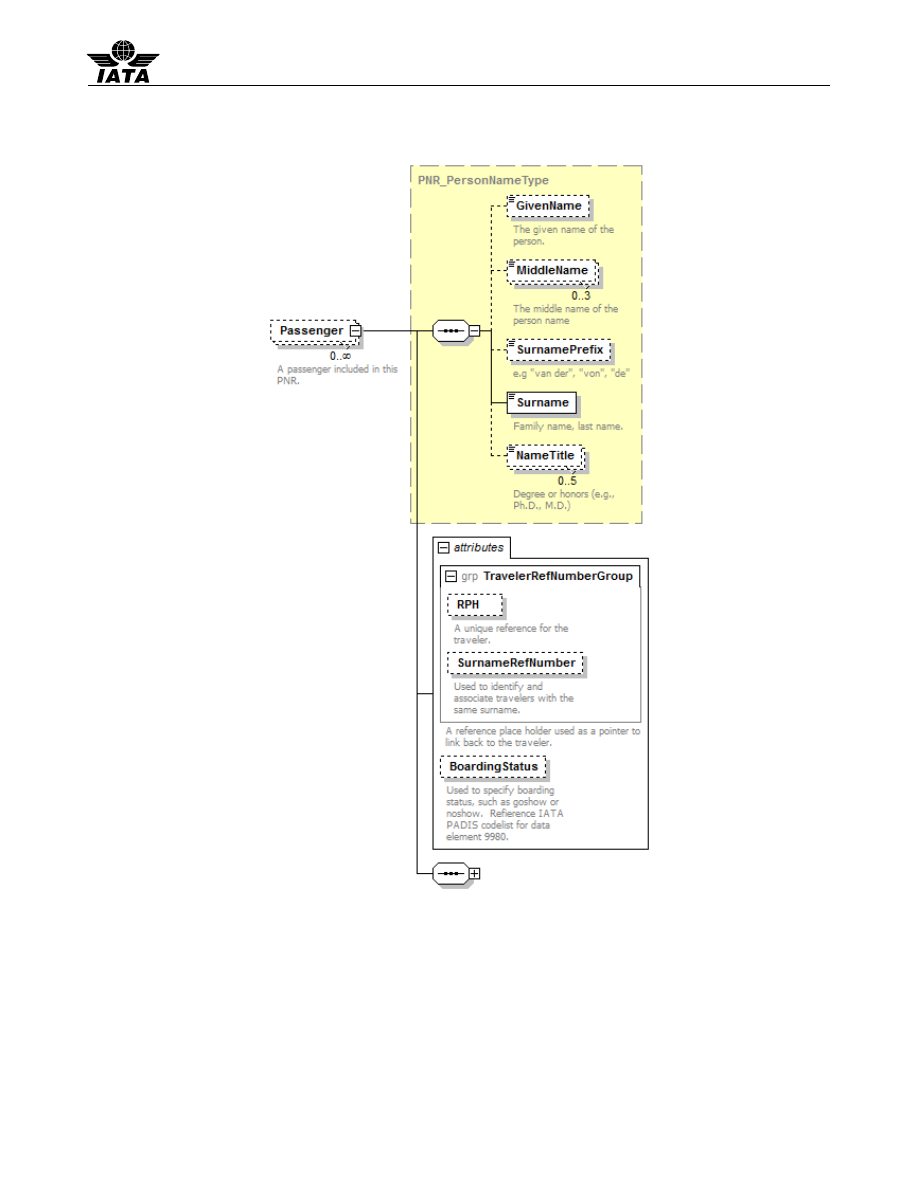 IATA
PNR_PersonNameType
GivenName
The given name of the
person.
MiddleName
0..3
The middle name of the
person name
Passenger
0..∞
A passenger included in this
PNR.
SurnamePrefix
e.g "van der", "von", "de"
Surname
Family name, last name.
NameTitle
0..5
Degree or honors (e.g.,
Ph.D., M.D.)
attributes
grp TravelerRefNumberGroup
RPH
A unique reference for the
traveler.
SurnameRefNumber
Used to identify and
associate travelers with the
same surname.
A reference place holder used as a pointer to
link back to the traveler.
BoardingStatus
Used to specify boarding
status, such as goshow or
noshow. Refierence IATA
PADIS codelist for data
element 9980.